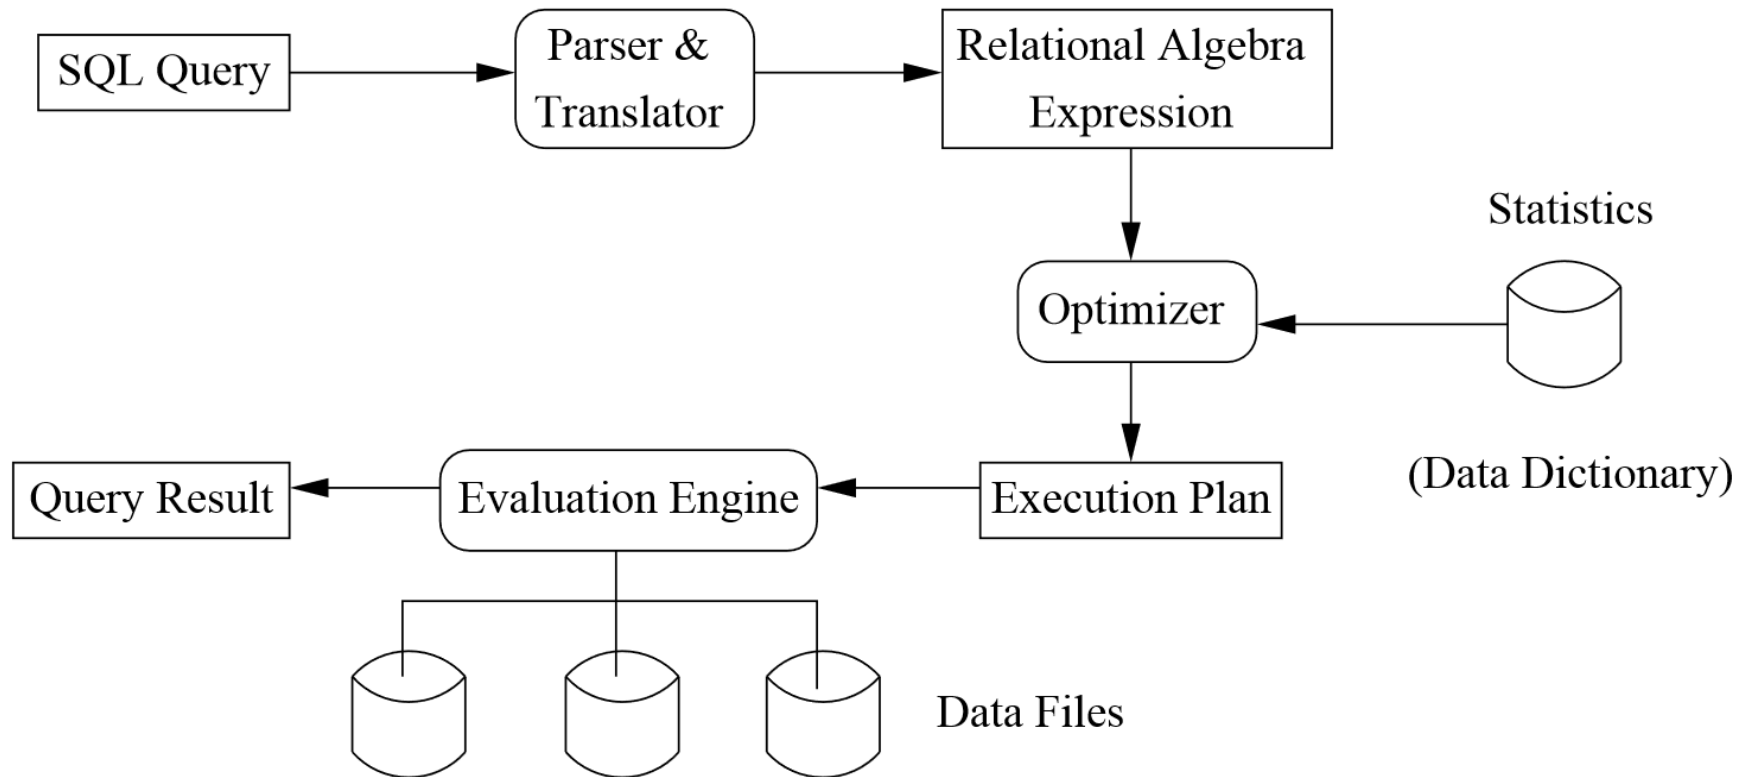 SQL Query
Parser &
Translator
Relational Algebra
Expression
Statistics
Optimizer
(Data Dictionary)
Query Result
Evaluation Engine
Execution Plan
Data Files